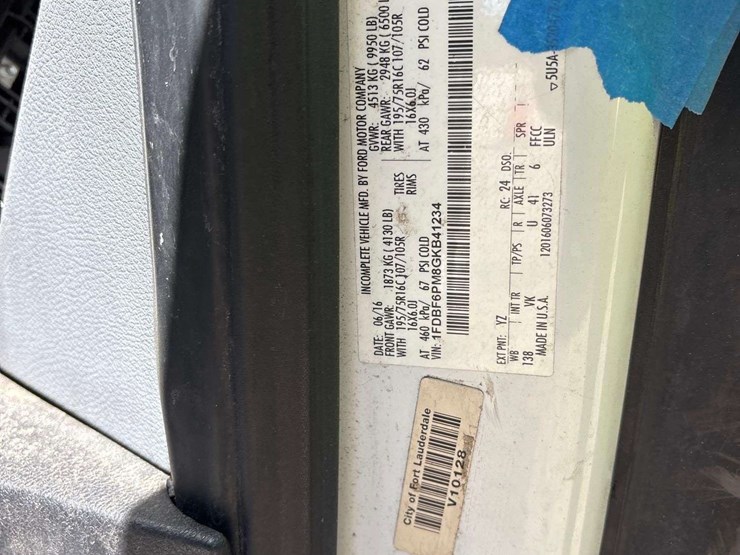 INCOMPLETE VEHICLE MFD. BY FORD MOTOR COMPANY
DATE: 06/16 GVWR: 4513 KG ( 9950 LB)
FRONT GAWR: 1873 KG ( 4130 LB) REAR GAWR: 2948 KG ( 6500
WITH 195/75R16C 107/105R TIRES WITH 195/75R16C 107/105R
16X6.0J RIMS 16X6.0J
AT 460 kPa/ 67 PSI COLD AT 430 kPa/ 62 PSI COLD
VIN: 1FDBF6PM8GKB41234
EXT PNT: YZ RC: 24 DSO:
WB INT TR TP/PS R AXLE TR SPR
138 VK U 41 6 FFCC
MADE IN U.S.A. 1201606073273 ULN
▽5U5A-
City of Fort Lauderdale
V10128